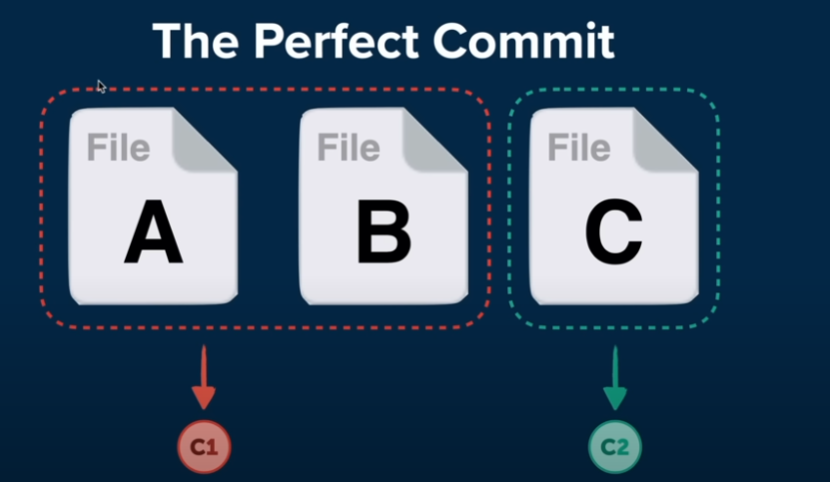 The Perfect Commit
File File File
A B C
C1 C2